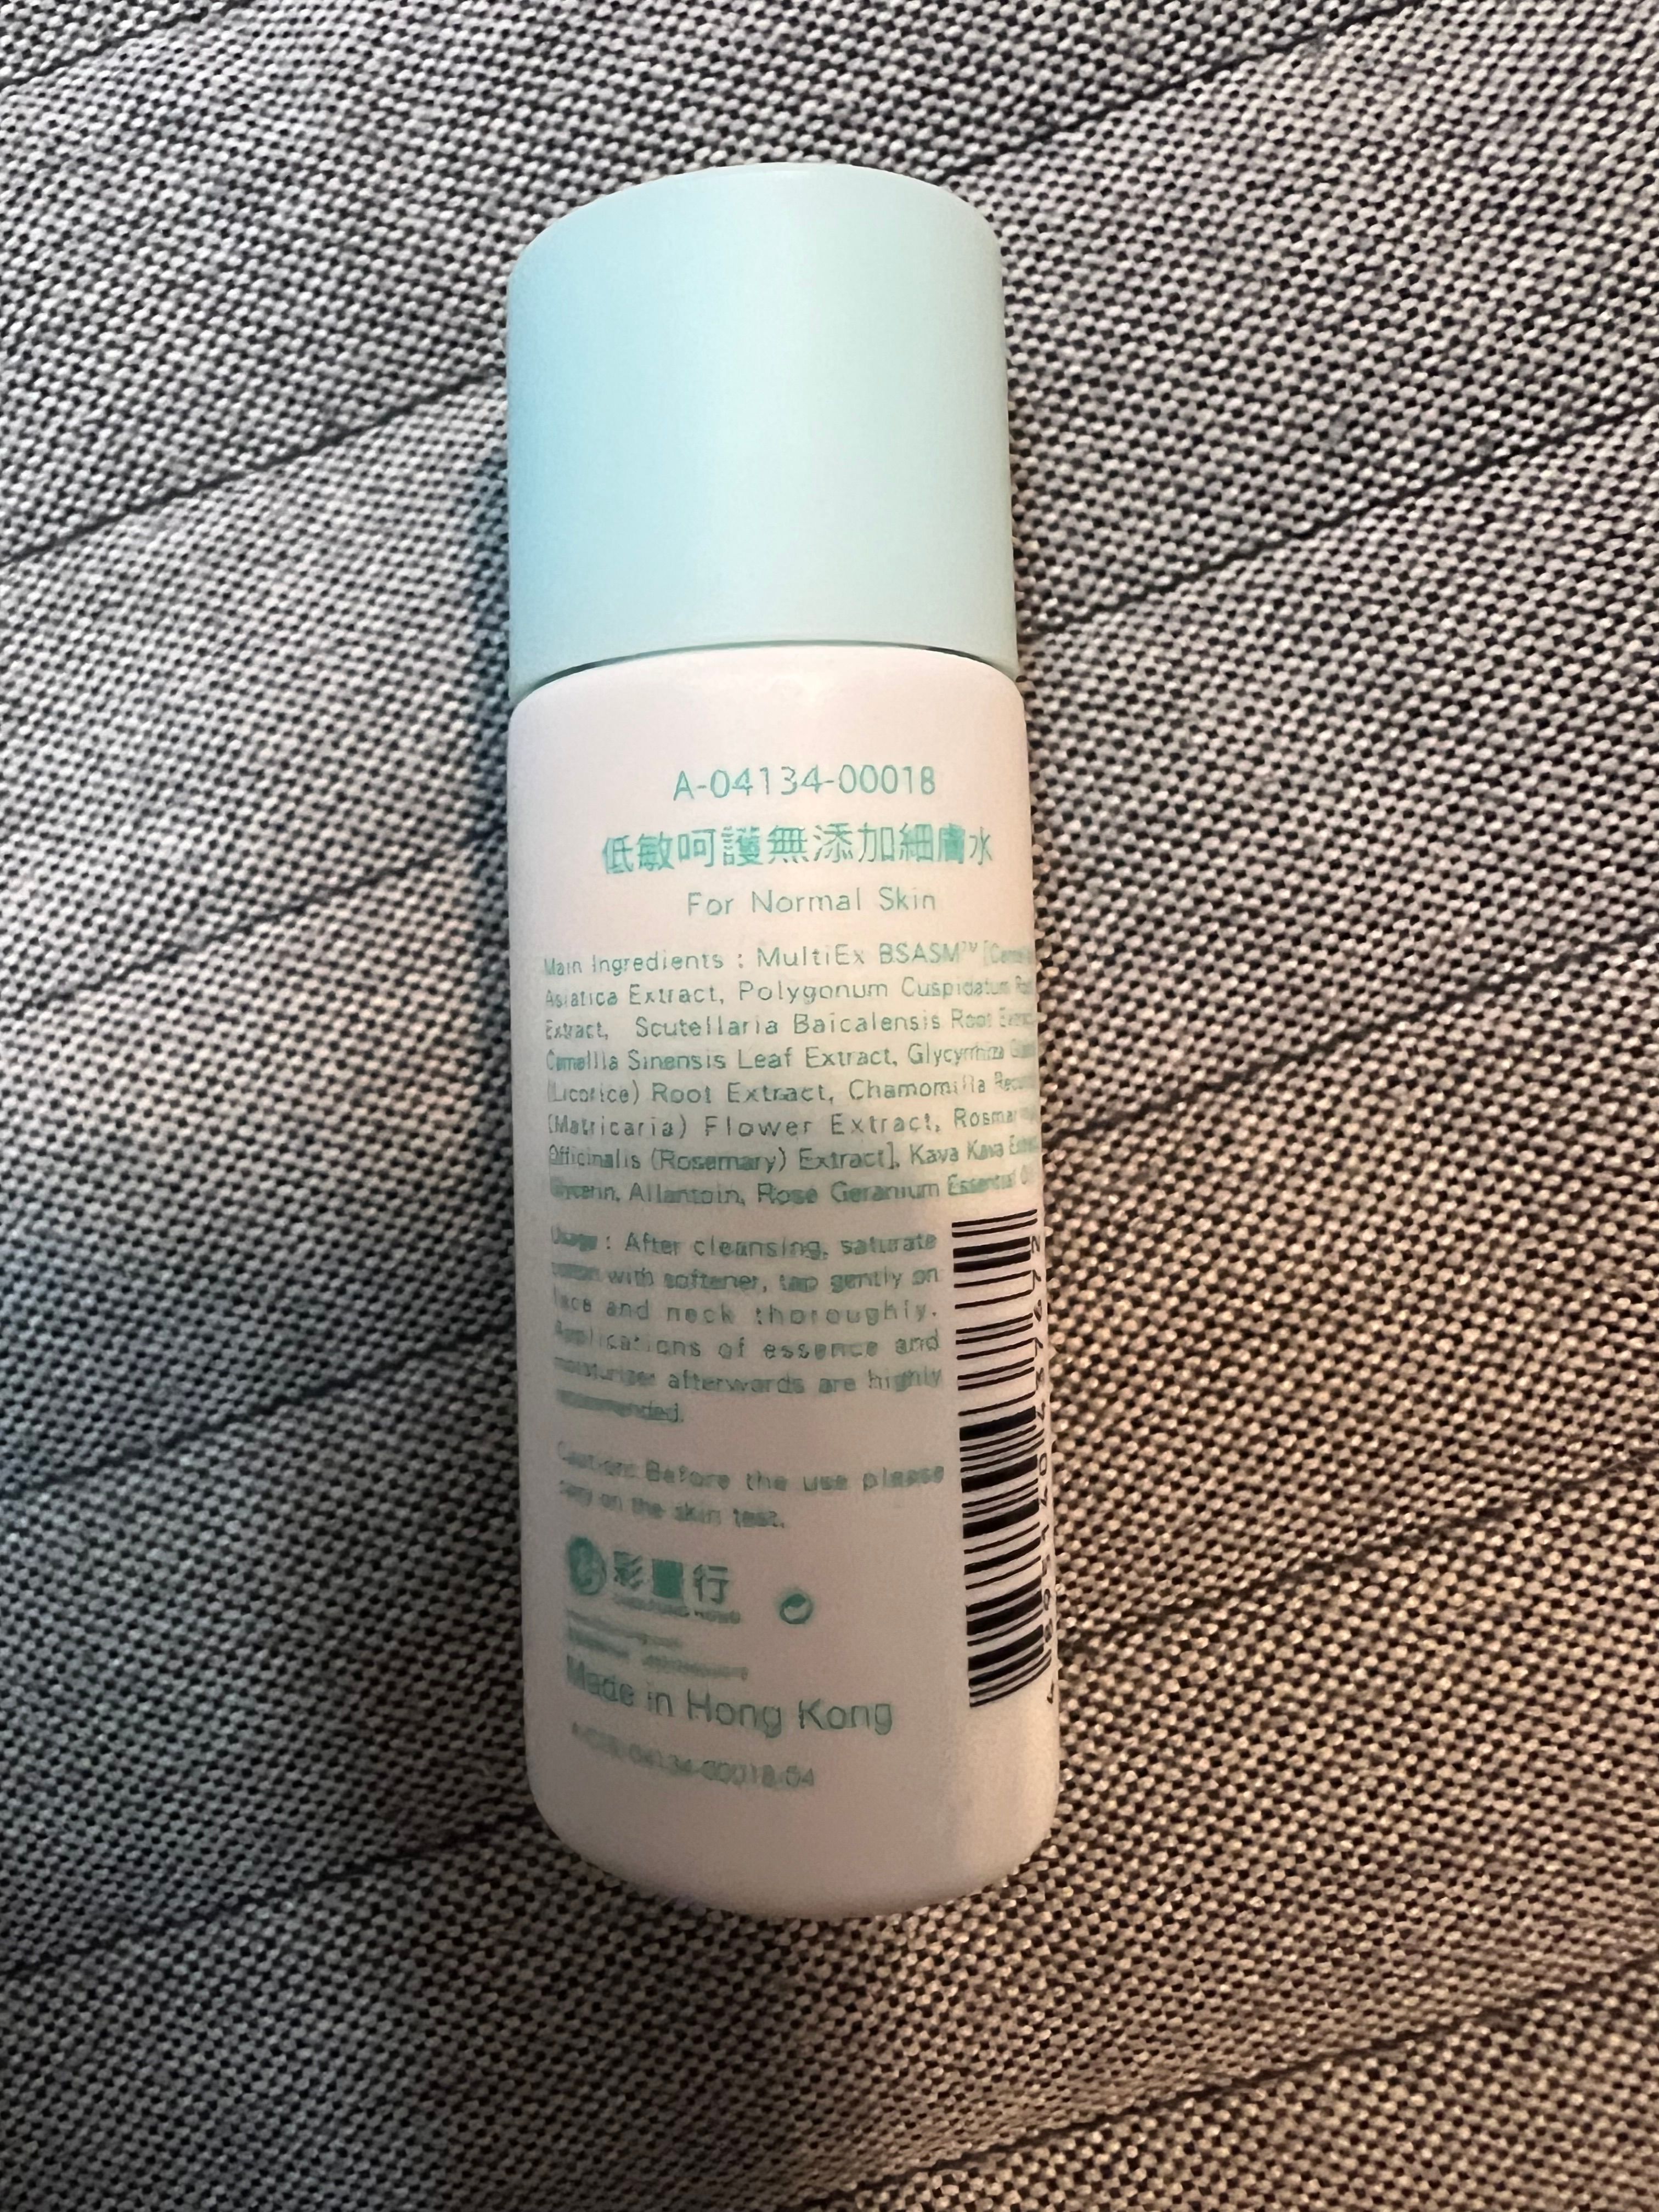 A-04134-00018
低敏呵護無添加細膚水
For Normal Skin
Main Ingredients : MultiEx BSASM™
Asiatica Extract, Polygonum Cuspidatum
Extract, Scutellaria Baicalensis Root
Camellia Sinensis Leaf Extract, Glycyrrhiza
(Licorice) Root Extract, Chamomilla
(Matricaria) Flower Extract,
Officinalis (Rosemary) Extract], Kava Kava
Allantoin, Rose Geranium Essential
Usage : After cleansing, saturate
with softener, tap gently on
face and neck thoroughly.
Applications of essence and
moisturizer afterwards are highly
Caution: Before the use please
carry on the skin test.
彩豐行
Made in Hong Kong
04134-00018-04